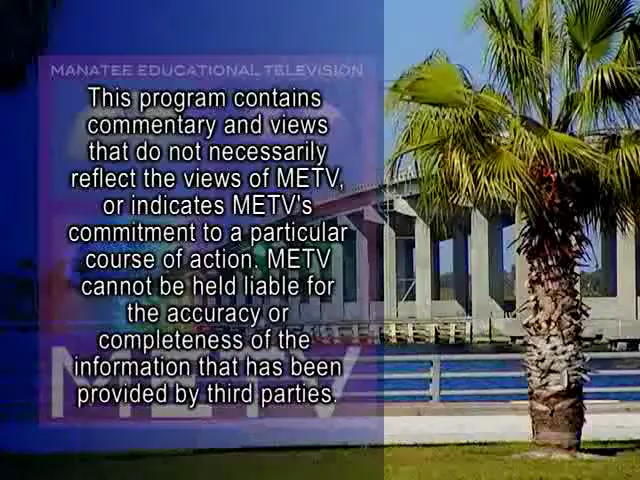 MANATEE EDUCATIONAL TELEVISION
This program contains
commentary and views
that do not necessarily
reflect the views of METV,
or indicates METV's
commitment to a particular
course of action. METV
cannot be held liable for
the accuracy or
completeness of the
information that has been
provided by third parties.
METV